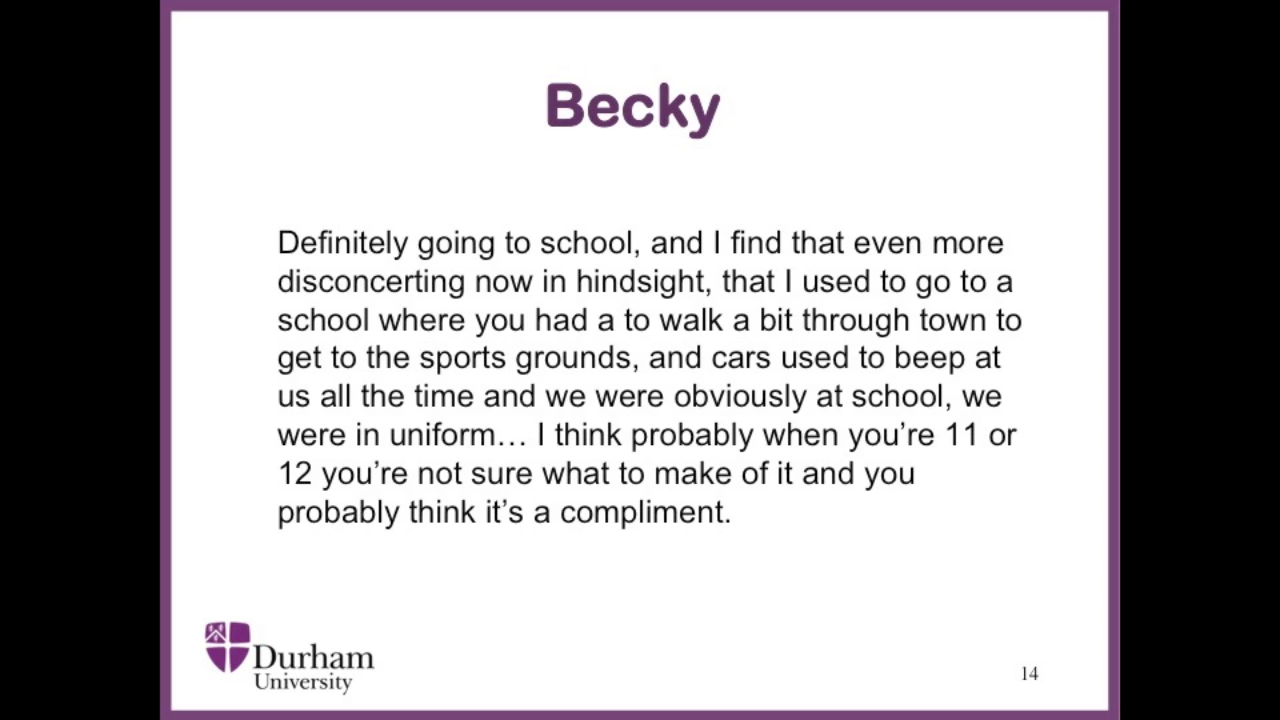 Becky
Definitely going to school, and I find that even more
disconcerting now in hindsight, that I used to go to a
school where you had a to walk a bit through town to
get to the sports grounds, and cars used to beep at
us all the time and we were obviously at school, we
were in uniform… I think probably when you’re 11 or
12 you’re not sure what to make of it and you
probably think it’s a compliment.
Durham
University
14